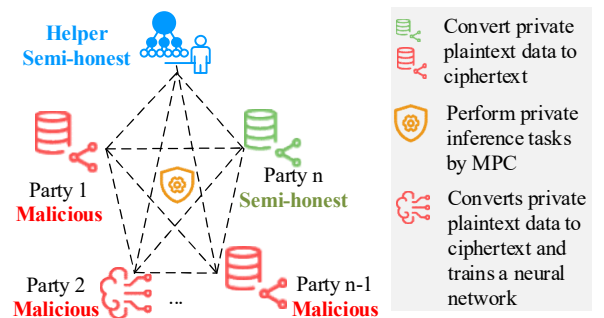 Helper
Semi-honest
Party 1
Malicious
Party n
Semi-honest
Party 2
Malicious
...
Party n-1
Malicious
Convert private
plaintext data to
ciphertext
Perform private
inference tasks
by MPC
Converts private
plaintext data to
ciphertext and
trains a neural
network